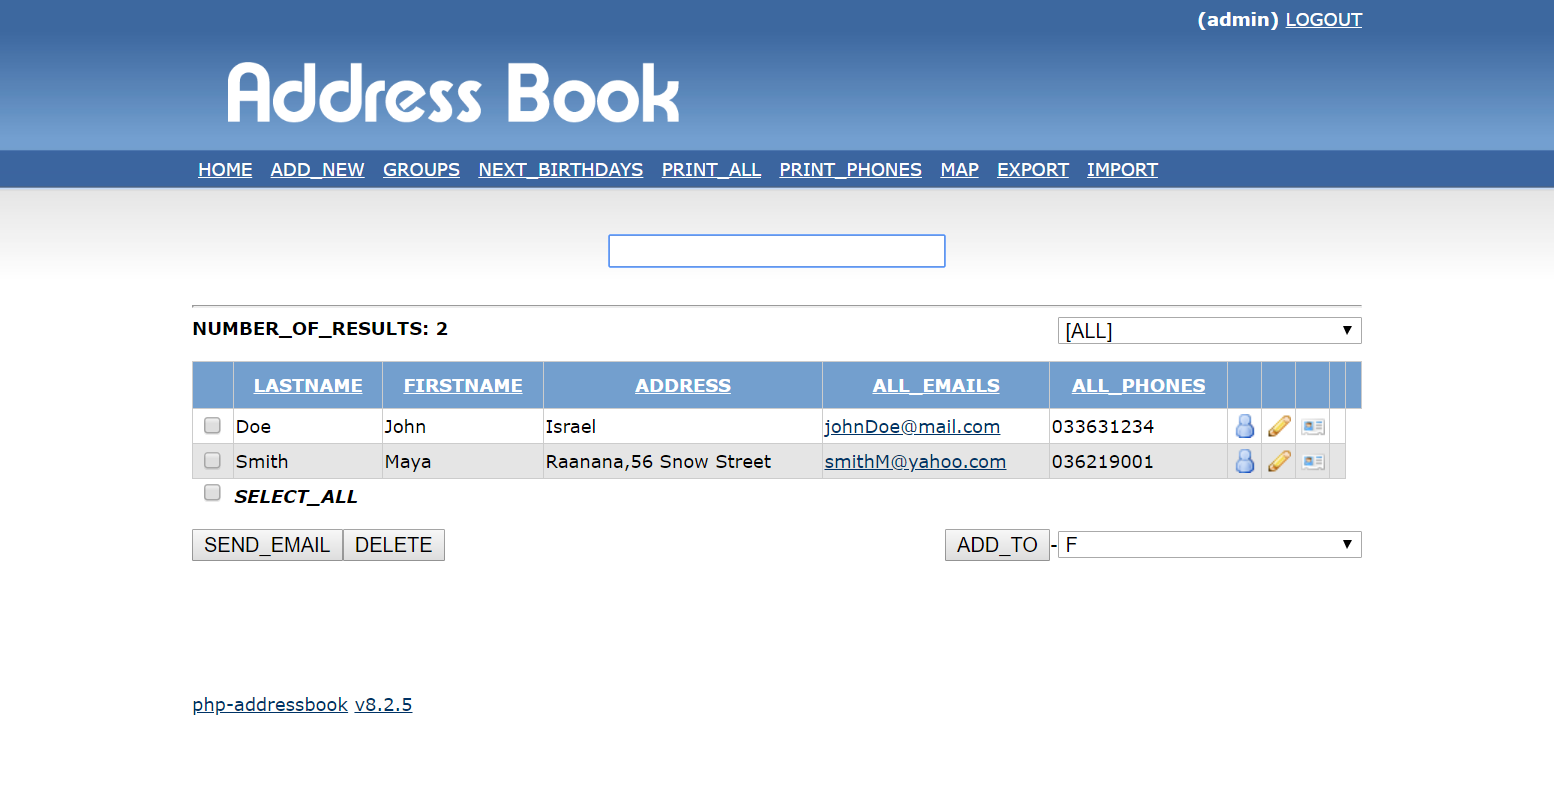 (admin) LOGOUT
Address Book
HOME ADD_NEW GROUPS NEXT_BIRTHDAYS PRINT_ALL PRINT_PHONES MAP EXPORT IMPORT
NUMBER_OF_RESULTS: 2 [ALL]
LASTNAME FIRSTNAME ADDRESS ALL_EMAILS ALL_PHONES
Doe John Israel johnDoe@mail.com 033631234
Smith Maya Raanana,56 Snow Street smithM@yahoo.com 036219001
SELECT_ALL
SEND_EMAIL DELETE ADD_TO - F
php-addressbook v8.2.5